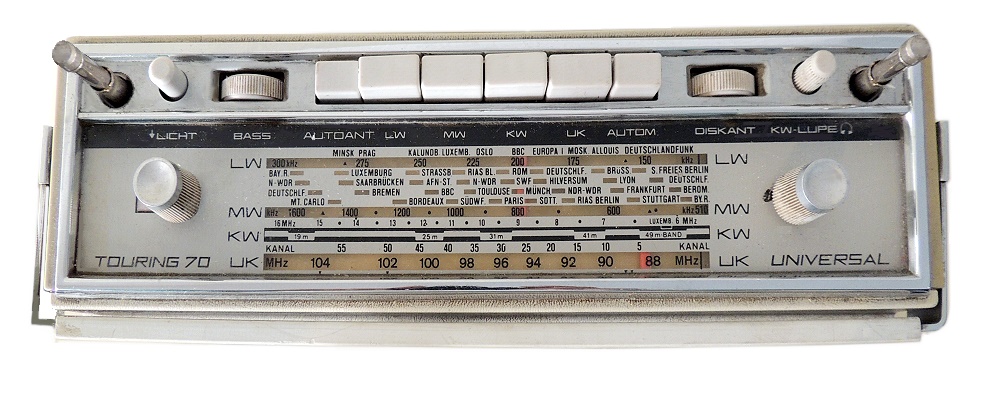 LICHT BASS AUTOANT LW MW KW UK AUTOM. DISKANT KW-LUPE
MINSK PRAG KALUNDB. LUXEMB. OSLO BBC EUROPA I MOSK ALLOUIS DEUTSCHLANDFUNK
LW 300 kHz 275 250 225 200 175 150 kHz LW
BAY.R. LUXEMBURG STRASSB RIAS BL. ROM DEUTSCHLF. BRÜSS. S.FREIES BERLIN
N-WDR SAARBRÜCKEN AFN-ST. N-WDR SWF HILVERSUM LYON DEUTSCHLF.
DEUTSCHLF. BREMEN BBC TOULOUSE MÜNCH. NDR-WDR FRANKFURT BEROM.
MT. CARLO BORDEAUX SÜDWF. PARIS SOTT. RIAS BERLIN STUTTGART BY.R.
MW kHz 1600 1400 1200 1000 800 600 kHz 510 MW
16 MHz 15 14 13 12 11 10 9 8 7 LUXEMB. 6 MHz
KW 19 m 25 m 31 m 41 m 49 m-BAND KW
KANAL 55 50 45 40 35 30 25 20 15 10 5 KANAL
TOURING 70 UK MHz 104 102 100 98 96 94 92 90 88 MHz UK UNIVERSAL